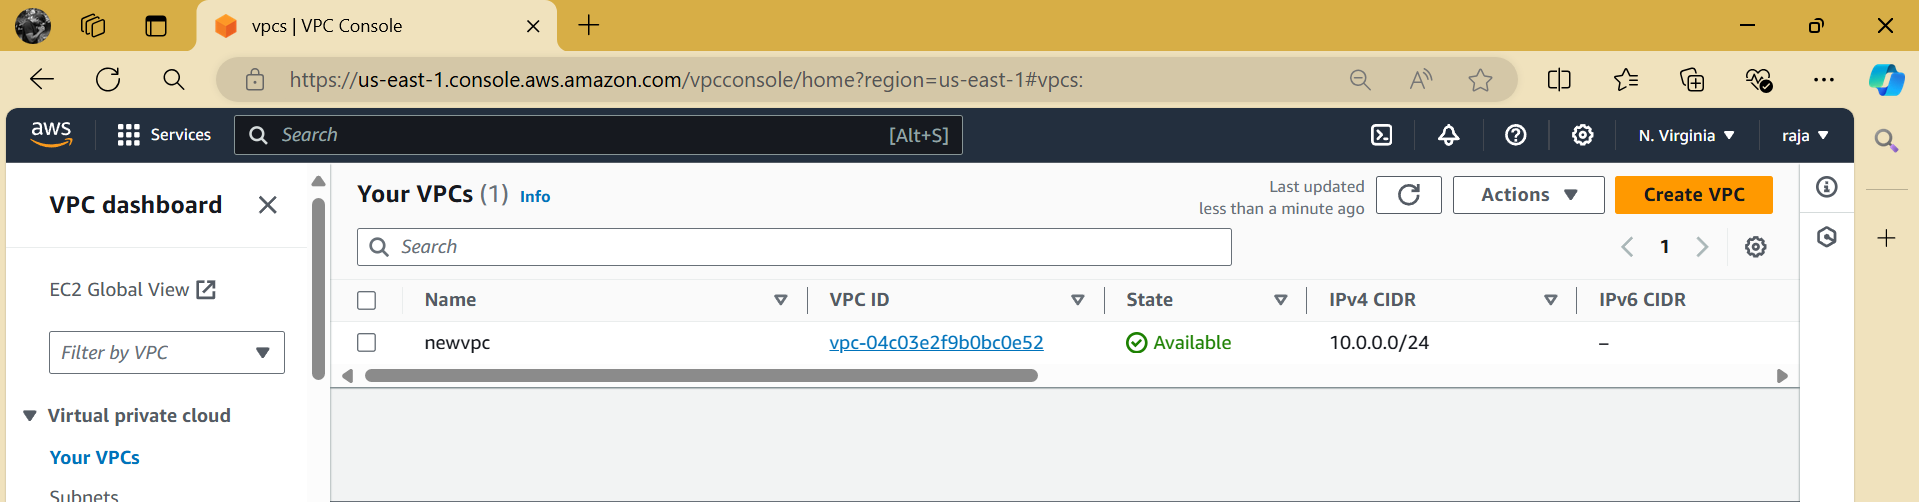 vpcs | VPC Console
https://us-east-1.console.aws.amazon.com/vpcconsole/home?region=us-east-1#vpcs:
aws Services Search [Alt+S] N. Virginia raja
VPC dashboard
EC2 Global View
Filter by VPC
Virtual private cloud
Your VPCs
Subnets
Your VPCs (1) Info
Last updated
less than a minute ago
Actions Create VPC
Search
1
Name VPC ID State IPv4 CIDR IPv6 CIDR
newvpc vpc-04c03e2f9b0bc0e52 Available 10.0.0.0/24 –